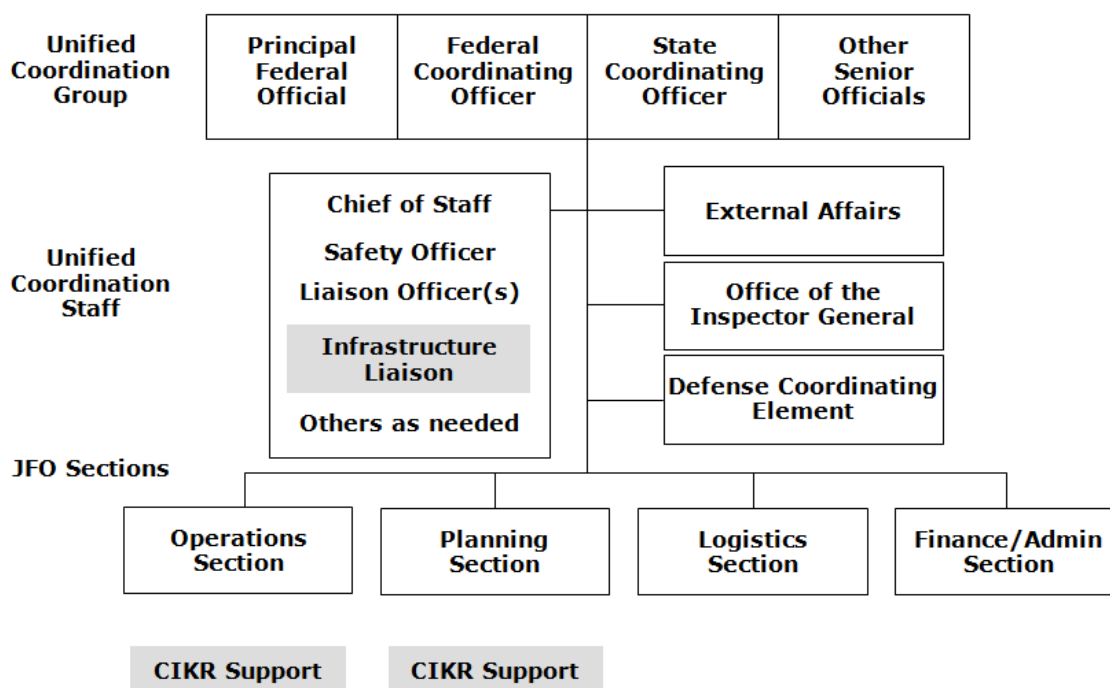 Unified
Coordination
Group
Principal
Federal
Official
Federal
Coordinating
Officer
State
Coordinating
Officer
Other
Senior
Officials
Unified
Coordination
Staff
Chief of Staff
Safety Officer
Liaison Officer(s)
Infrastructure
Liaison
Others as needed
External Affairs
Office of the
Inspector General
Defense Coordinating
Element
JFO Sections
Operations
Section
Planning
Section
Logistics
Section
Finance/Admin
Section
CIKR Support
CIKR Support